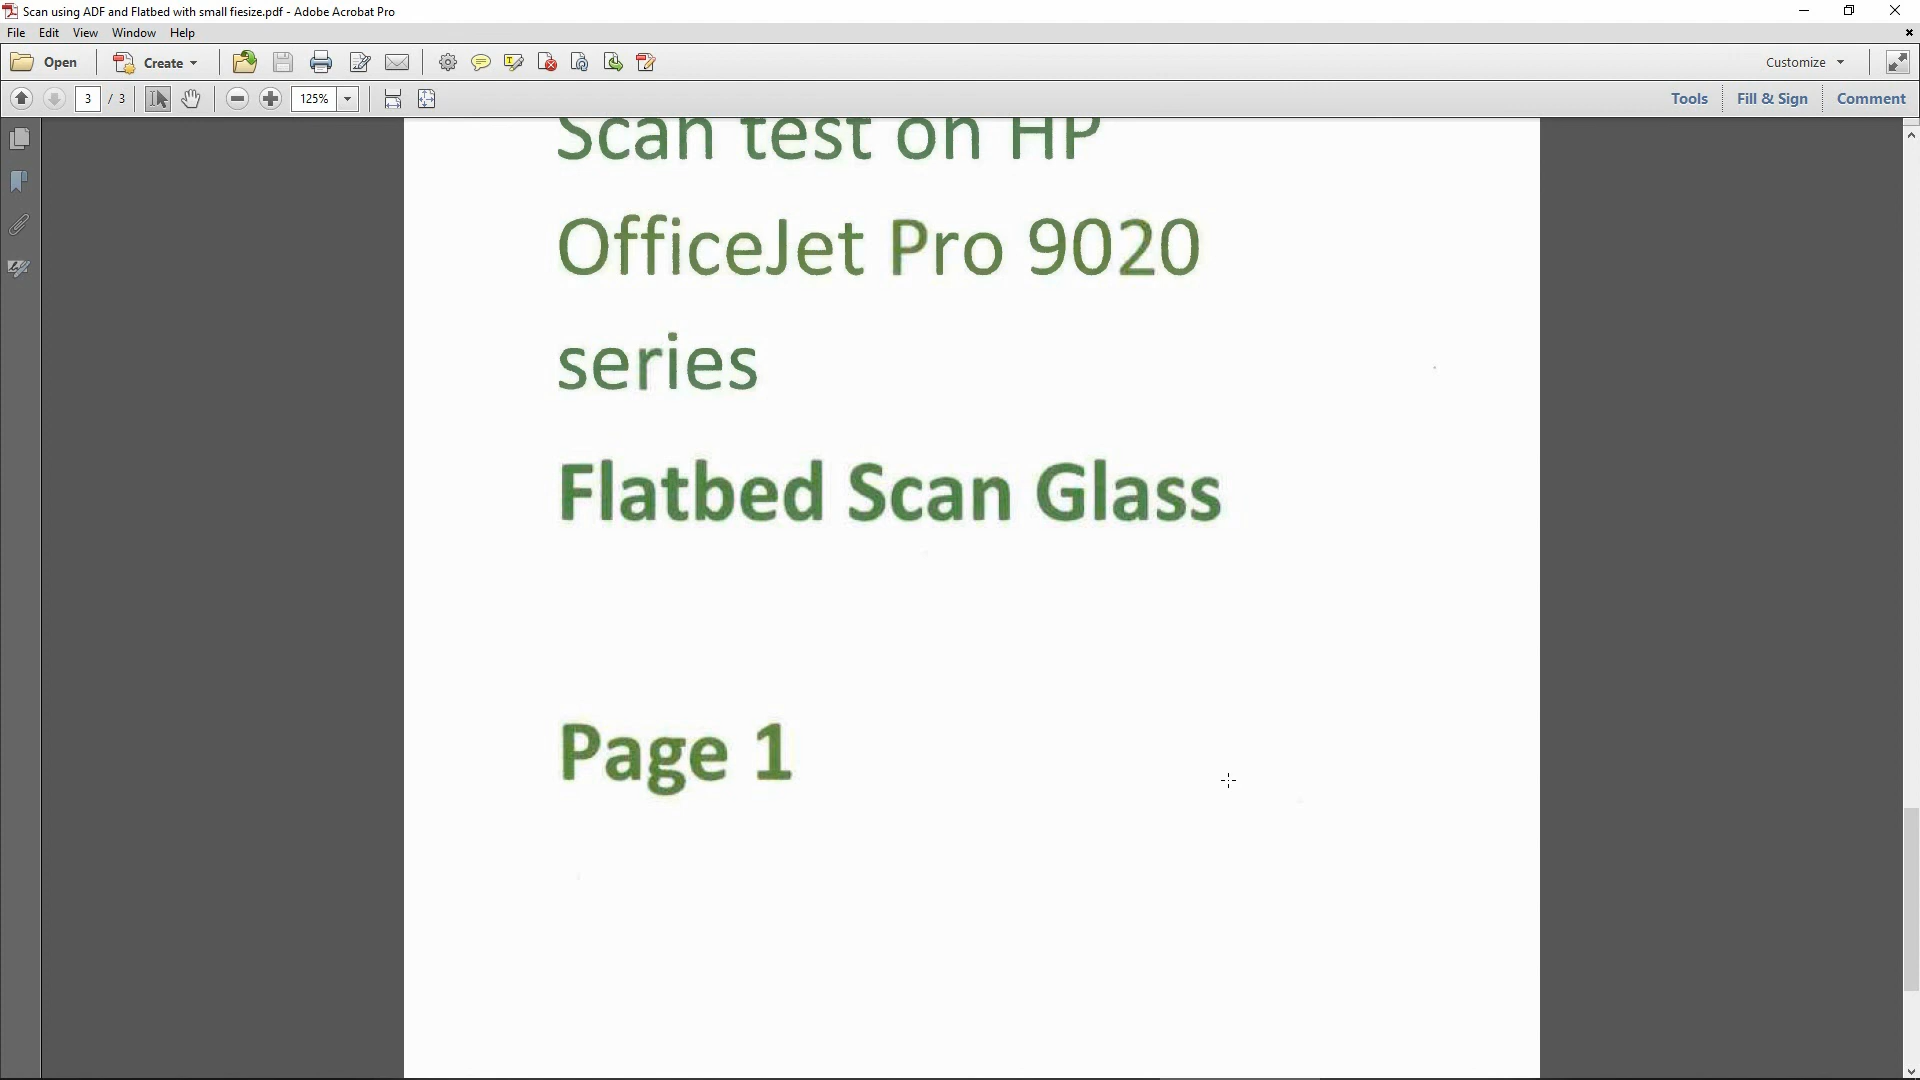 Scan using ADF and Flatbed with small fiesize.pdf - Adobe Acrobat Pro
File Edit View Window Help
Open Create Customize
3 / 3 125% Tools Fill & Sign Comment
Scan test on HP
OfficeJet Pro 9020
series
Flatbed Scan Glass
Page 1